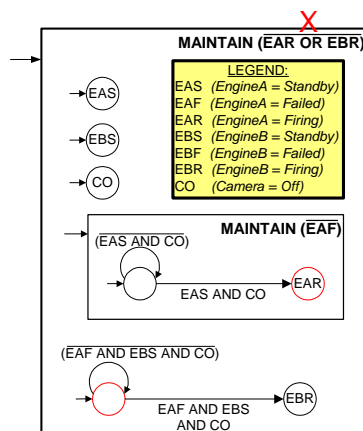 X
MAINTAIN (EAR OR EBR)
LEGEND:
EAS (EngineA = Standby)
EAF (EngineA = Failed)
EAR (EngineA = Firing)
EBS (EngineB = Standby)
EBF (EngineB = Failed)
EBR (EngineB = Firing)
CO (Camera = Off)
EAS
EBS
CO
MAINTAIN (EAF)
(EAS AND CO)
EAR
EAS AND CO
(EAF AND EBS AND CO)
EBR
EAF AND EBS
AND CO